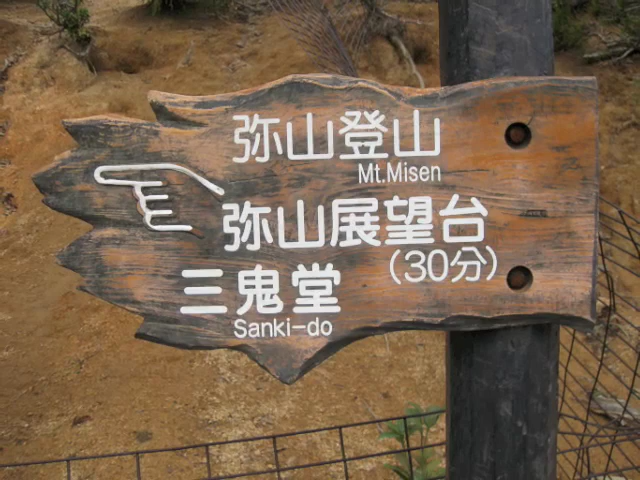 弥山登山
Mt.Misen
弥山展望台
(30分)
三鬼堂
Sanki-do